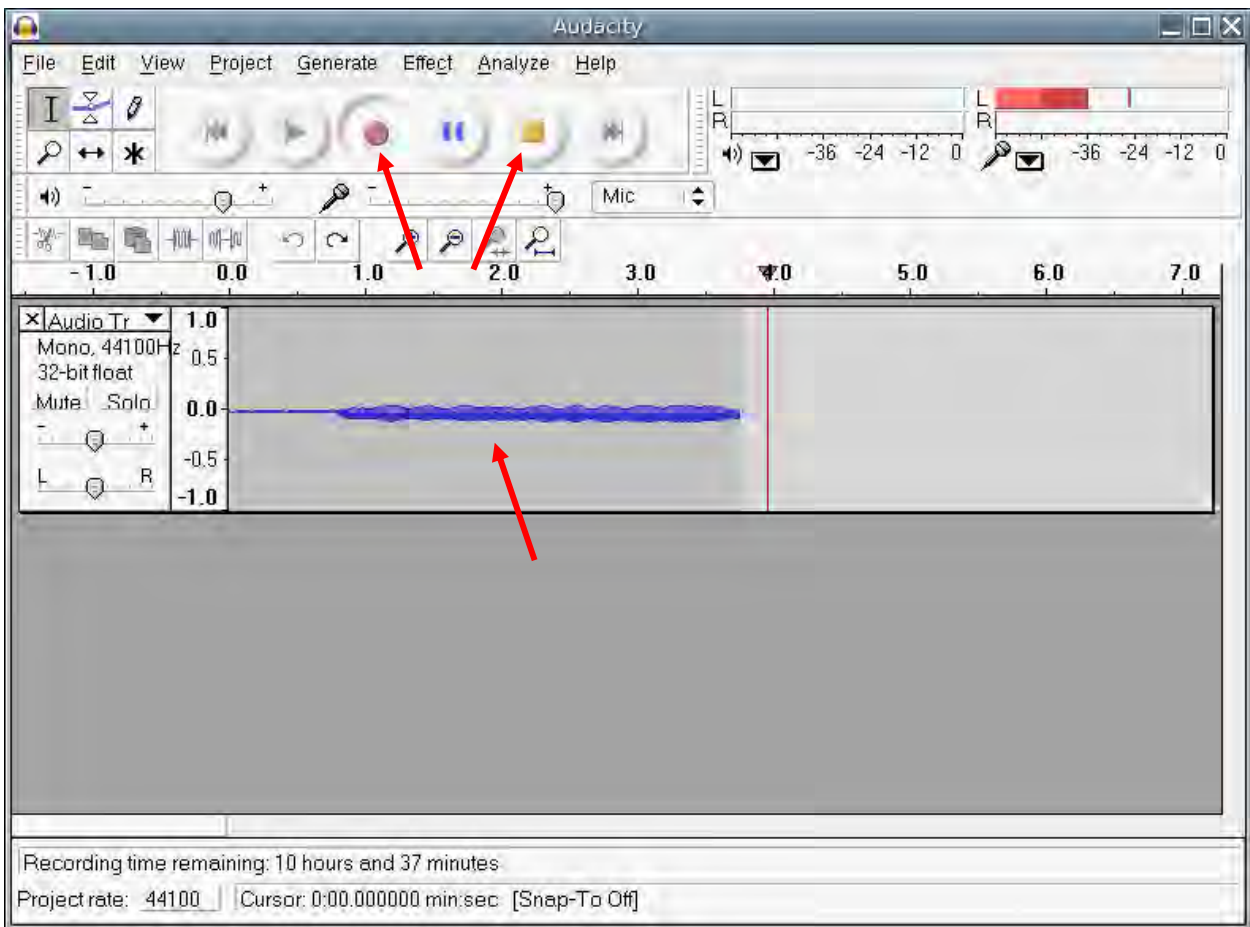 Audacity
File Edit View Project Generate Effect Analyze Help
L
R
-36 -24 -12 0
L
R
-36 -24 -12 0
- + - + Mic
-1.0 0.0 1.0 2.0 3.0 4.0 5.0 6.0 7.0
Audio Tr
Mono, 44100Hz
32-bit float
Mute Solo
- +
L R
1.0
0.5
0.0
-0.5
-1.0
Recording time remaining: 10 hours and 37 minutes
Project rate: 44100 Cursor: 0:00.000000 min:sec [Snap-To Off]